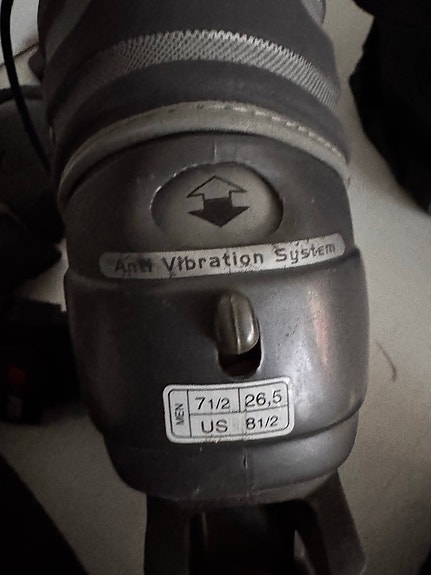 Anti Vibration System
MEN 7 1/2 26,5
US 8 1/2